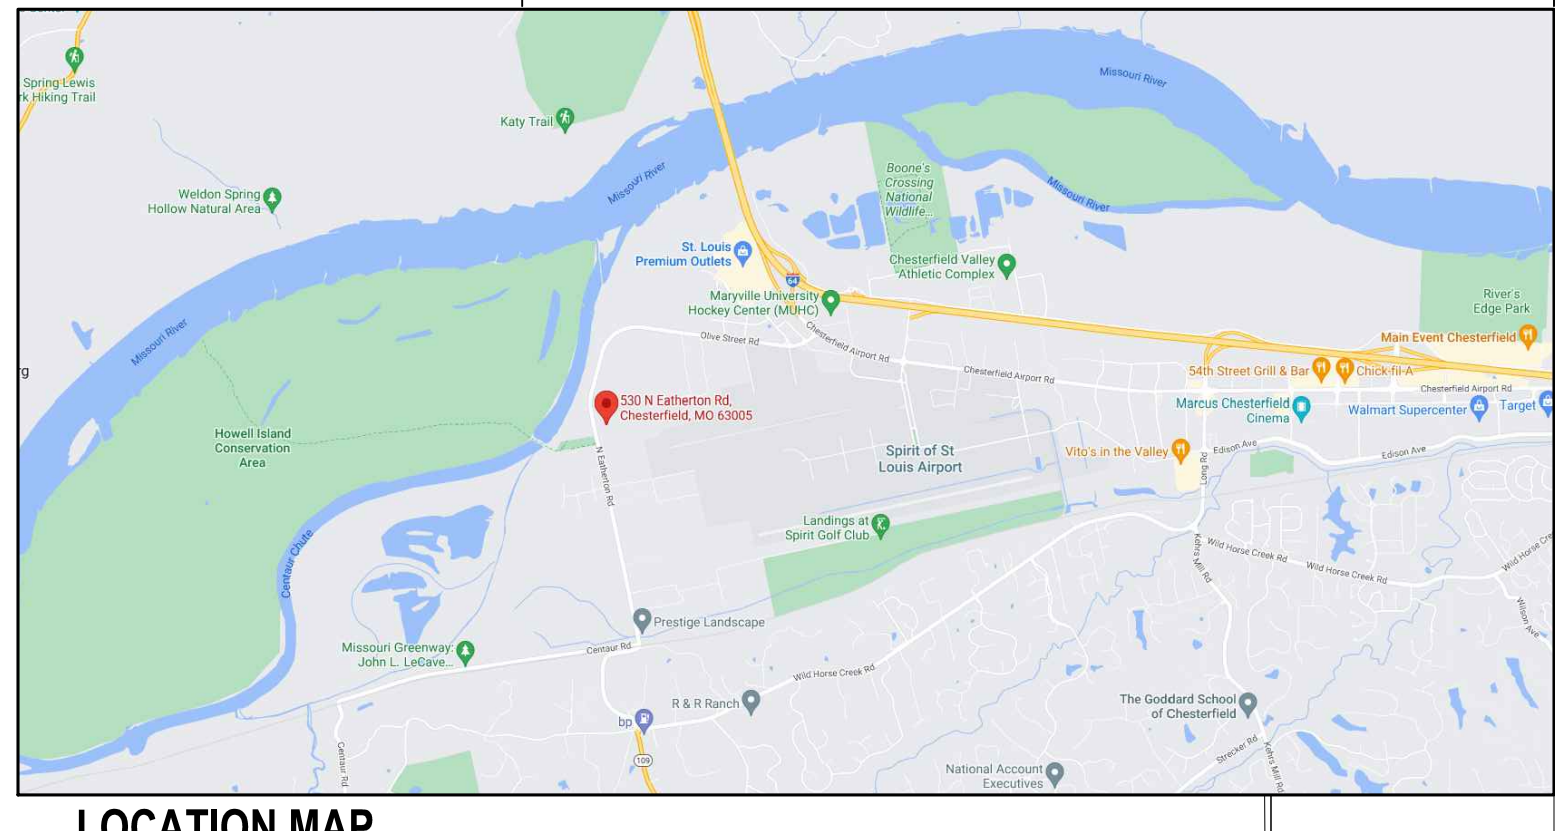 Spring Lewis
rk Hiking Trail
Katy Trail
Missouri River
Weldon Spring
Hollow Natural Area
Missouri River
Boone's
Crossing
National
Wildlife...
Missouri River
St. Louis
Premium Outlets
Chesterfield Valley
Athletic Complex
64
Maryville University
Hockey Center (MUHC)
River's
Edge Park
Missouri River
Olive Street Rd
Chesterfield Airport Rd
Main Event Chesterfield
rg
54th Street Grill & Bar
Chick-fil-A
Chesterfield Airport Rd
Chesterfield Airport Rd
530 N Eatherton Rd,
Chesterfield, MO 63005
Marcus Chesterfield
Cinema
Walmart Supercenter
Target
Howell Island
Conservation
Area
Spirit of St
Louis Airport
Vito's in the Valley
Edison Ave
Edison Ave
Long Rd
N Eatherton Rd
Landings at
Spirit Golf Club
Centaur Chute
Kehrs Mill Rd
Wild Horse Creek Rd
Wild Horse Creek Rd
Wild Horse Cre
Wilson Ave
Prestige Landscape
Missouri Greenway:
John L. LeCave...
Centaur Rd
Wild Horse Creek Rd
R & R Ranch
The Goddard School
of Chesterfield
bp
Centaur Rd
109
Strecker Rd
Kehrs Mill Rd
National Account
Executives
LOCATION MAP